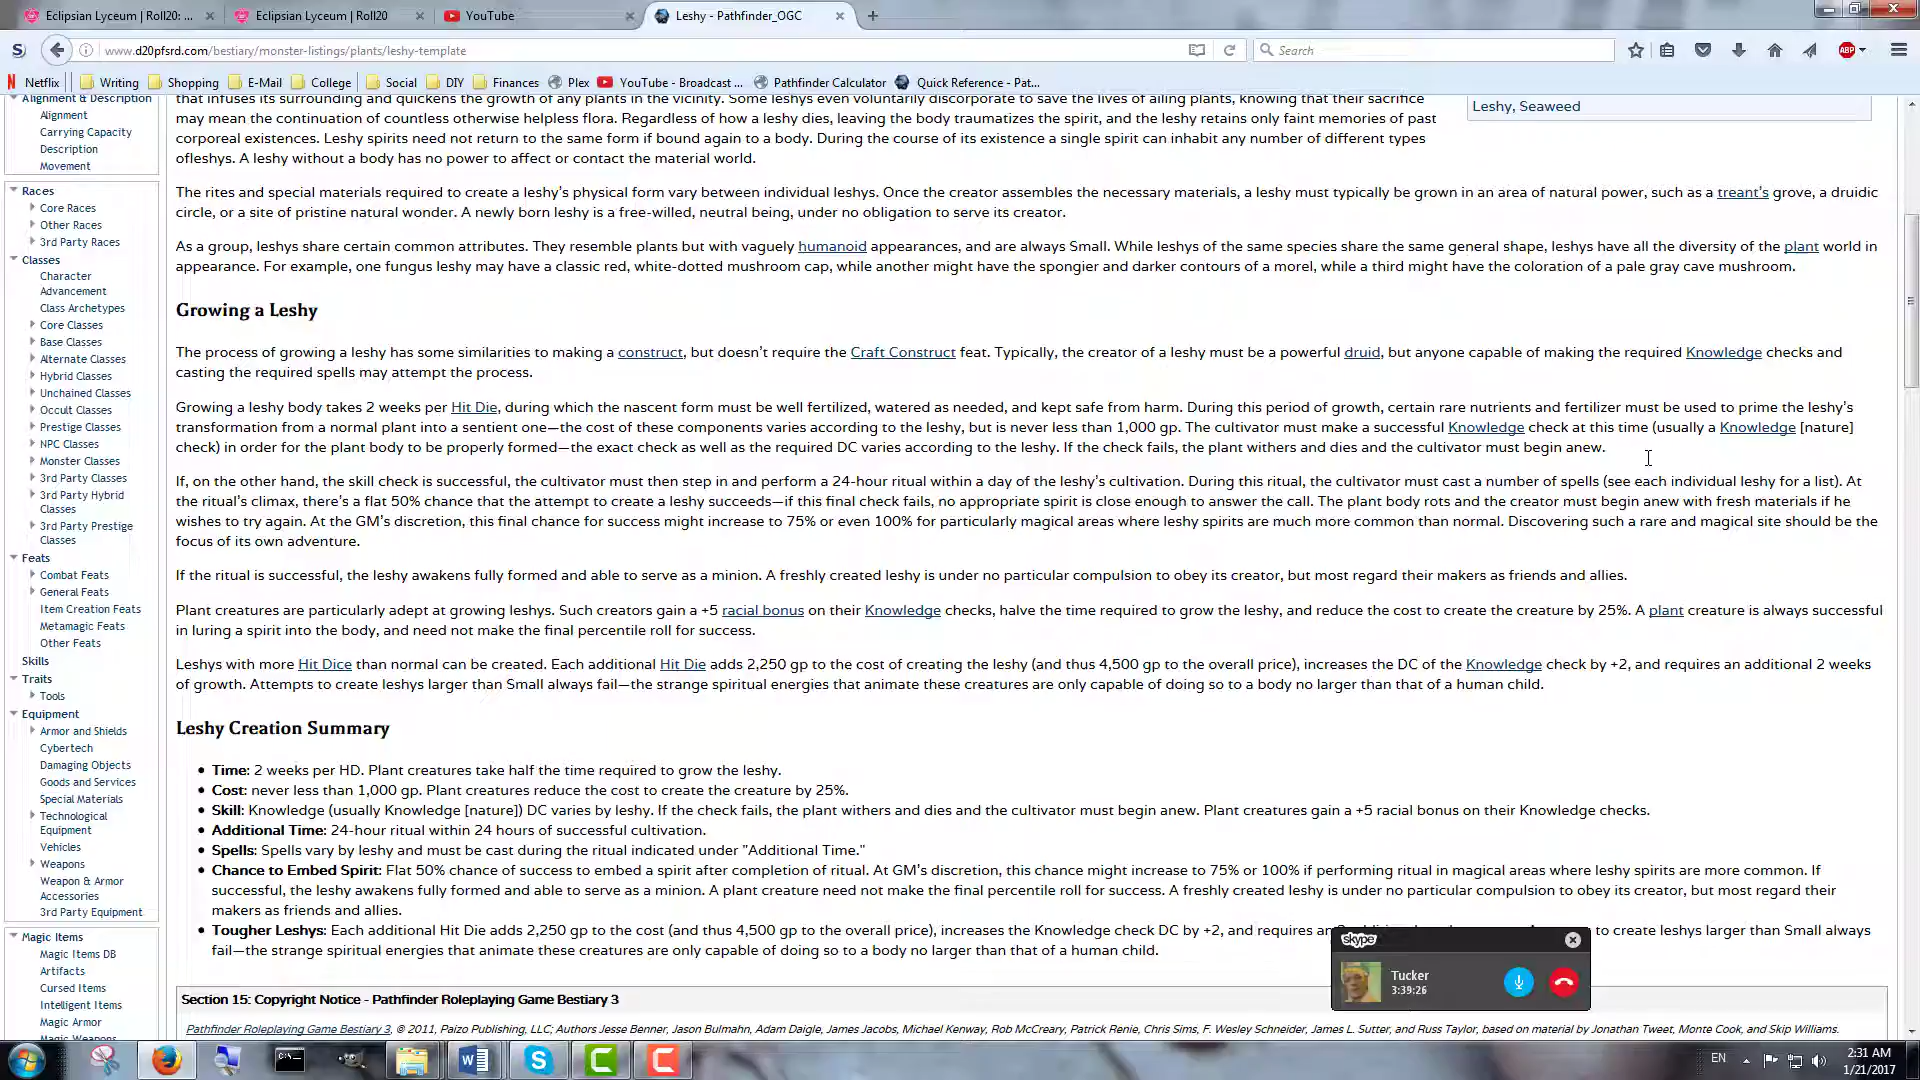 Eclipsian Lyceum | Roll20: ...
Eclipsian Lyceum | Roll20
YouTube
Leshy - Pathfinder_OGC
www.d20pfsrd.com/bestiary/monster-listings/plants/leshy-template
Search
ABP
Netflix
Writing
Shopping
E-Mail
College
Social
DIY
Finances
Plex
YouTube - Broadcast ...
Pathfinder Calculator
Quick Reference - Pat...
Alignment & Description
Alignment
Carrying Capacity
Description
Movement
Races
Core Races
Other Races
3rd Party Races
Classes
Character
Advancement
Class Archetypes
Core Classes
Base Classes
Alternate Classes
Hybrid Classes
Unchained Classes
Occult Classes
Prestige Classes
NPC Classes
Monster Classes
3rd Party Classes
3rd Party Hybrid
Classes
3rd Party Prestige
Classes
Feats
Combat Feats
General Feats
Item Creation Feats
Metamagic Feats
Other Feats
Skills
Traits
Tools
Equipment
Armor and Shields
Cybertech
Damaging Objects
Goods and Services
Special Materials
Technological
Equipment
Vehicles
Weapons
Weapon & Armor
Accessories
3rd Party Equipment
Magic Items
Magic Items DB
Artifacts
Cursed Items
Intelligent Items
Magic Armor
Magic Weapons
that infuses its surrounding and quickens the growth of any plants in the vicinity. Some leshys even voluntarily discorporate to save the lives of ailing plants, knowing that their sacrifice
may mean the continuation of countless otherwise helpless flora. Regardless of how a leshy dies, leaving the body traumatizes the spirit, and the leshy retains only faint memories of past
corporeal existences. Leshy spirits need not return to the same form if bound again to a body. During the course of its existence a single spirit can inhabit any number of different types
ofleshys. A leshy without a body has no power to affect or contact the material world.
Leshy, Seaweed
The rites and special materials required to create a leshy's physical form vary between individual leshys. Once the creator assembles the necessary materials, a leshy must typically be grown in an area of natural power, such as a treant's grove, a druidic
circle, or a site of pristine natural wonder. A newly born leshy is a free-willed, neutral being, under no obligation to serve its creator.
As a group, leshys share certain common attributes. They resemble plants but with vaguely humanoid appearances, and are always Small. While leshys of the same species share the same general shape, leshys have all the diversity of the plant world in
appearance. For example, one fungus leshy may have a classic red, white-dotted mushroom cap, while another might have the spongier and darker contours of a morel, while a third might have the coloration of a pale gray cave mushroom.
Growing a Leshy
The process of growing a leshy has some similarities to making a construct, but doesn't require the Craft Construct feat. Typically, the creator of a leshy must be a powerful druid, but anyone capable of making the required Knowledge checks and
casting the required spells may attempt the process.
Growing a leshy body takes 2 weeks per Hit Die, during which the nascent form must be well fertilized, watered as needed, and kept safe from harm. During this period of growth, certain rare nutrients and fertilizer must be used to prime the leshy's
transformation from a normal plant into a sentient one—the cost of these components varies according to the leshy, but is never less than 1,000 gp. The cultivator must make a successful Knowledge check at this time (usually a Knowledge [nature]
check) in order for the plant body to be properly formed—the exact check as well as the required DC varies according to the leshy. If the check fails, the plant withers and dies and the cultivator must begin anew.
If, on the other hand, the skill check is successful, the cultivator must then step in and perform a 24-hour ritual within a day of the leshy's cultivation. During this ritual, the cultivator must cast a number of spells (see each individual leshy for a list). At
the ritual's climax, there's a flat 50% chance that the attempt to create a leshy succeeds—if this final check fails, no appropriate spirit is close enough to answer the call. The plant body rots and the creator must begin anew with fresh materials if he
wishes to try again. At the GM's discretion, this final chance for success might increase to 75% or even 100% for particularly magical areas where leshy spirits are much more common than normal. Discovering such a rare and magical site should be the
focus of its own adventure.
If the ritual is successful, the leshy awakens fully formed and able to serve as a minion. A freshly created leshy is under no particular compulsion to obey its creator, but most regard their makers as friends and allies.
Plant creatures are particularly adept at growing leshys. Such creators gain a +5 racial bonus on their Knowledge checks, halve the time required to grow the leshy, and reduce the cost to create the creature by 25%. A plant creature is always successful
in luring a spirit into the body, and need not make the final percentile roll for success.
Leshys with more Hit Dice than normal can be created. Each additional Hit Die adds 2,250 gp to the cost of creating the leshy (and thus 4,500 gp to the overall price), increases the DC of the Knowledge check by +2, and requires an additional 2 weeks
of growth. Attempts to create leshys larger than Small always fail—the strange spiritual energies that animate these creatures are only capable of doing so to a body no larger than that of a human child.
Leshy Creation Summary
• Time: 2 weeks per HD. Plant creatures take half the time required to grow the leshy.
• Cost: never less than 1,000 gp. Plant creatures reduce the cost to create the creature by 25%.
• Skill: Knowledge (usually Knowledge [nature]) DC varies by leshy. If the check fails, the plant withers and dies and the cultivator must begin anew. Plant creatures gain a +5 racial bonus on their Knowledge checks.
• Additional Time: 24-hour ritual within 24 hours of successful cultivation.
• Spells: Spells vary by leshy and must be cast during the ritual indicated under "Additional Time."
• Chance to Embed Spirit: Flat 50% chance of success to embed a spirit after completion of ritual. At GM's discretion, this chance might increase to 75% or 100% if performing ritual in magical areas where leshy spirits are more common. If
successful, the leshy awakens fully formed and able to serve as a minion. A plant creature need not make the final percentile roll for success. A freshly created leshy is under no particular compulsion to obey its creator, but most regard their
makers as friends and allies.
• Tougher Leshys: Each additional Hit Die adds 2,250 gp to the cost (and thus 4,500 gp to the overall price), increases the Knowledge check DC by +2, and requires to create leshys larger than Small always
fail—the strange spiritual energies that animate these creatures are only capable of doing so to a body no larger than that of a human child.
Section 15: Copyright Notice - Pathfinder Roleplaying Game Bestiary 3
Pathfinder Roleplaying Game Bestiary 3. © 2011, Paizo Publishing, LLC; Authors Jesse Benner, Jason Bulmahn, Adam Daigle, James Jacobs, Michael Kenway, Rob McCreary, Patrick Renie, Chris Sims, F. Wesley Schneider, James L. Sutter, and Russ Taylor, based on material by Jonathan Tweet, Monte Cook, and Skip Williams.
skype
Tucker
3:39:26
EN
2:31 AM
1/21/2017